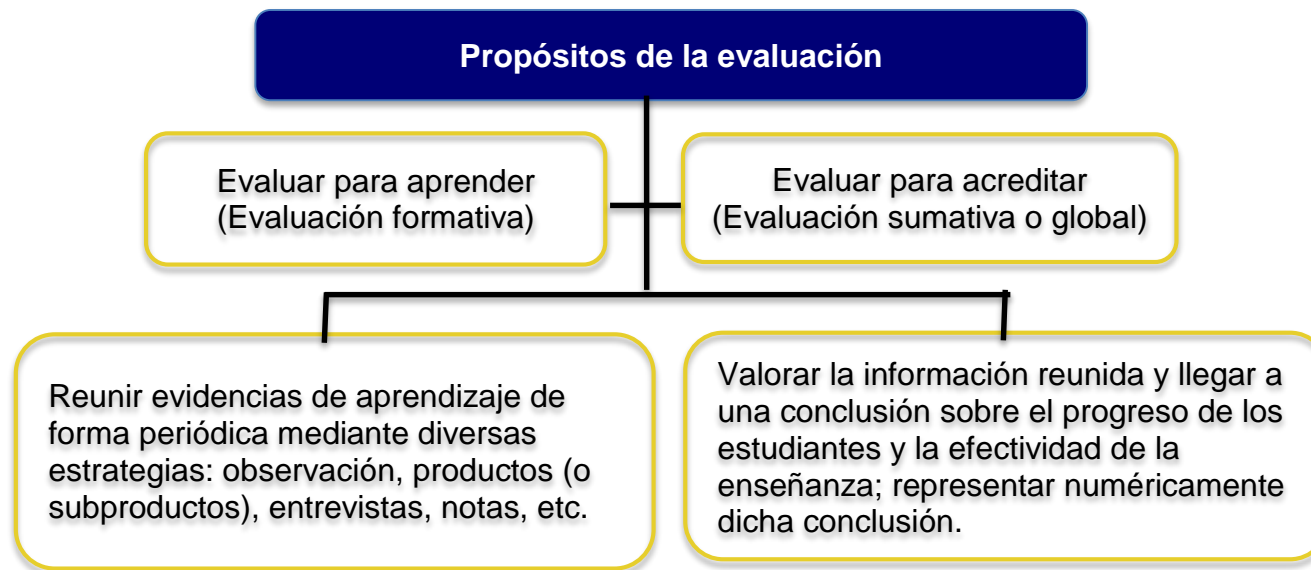 Propósitos de la evaluación
Evaluar para aprender
(Evaluación formativa)
Evaluar para acreditar
(Evaluación sumativa o global)
Reunir evidencias de aprendizaje de
forma periódica mediante diversas
estrategias: observación, productos (o
subproductos), entrevistas, notas, etc.
Valorar la información reunida y llegar a
una conclusión sobre el progreso de los
estudiantes y la efectividad de la
enseñanza; representar numéricamente
dicha conclusión.